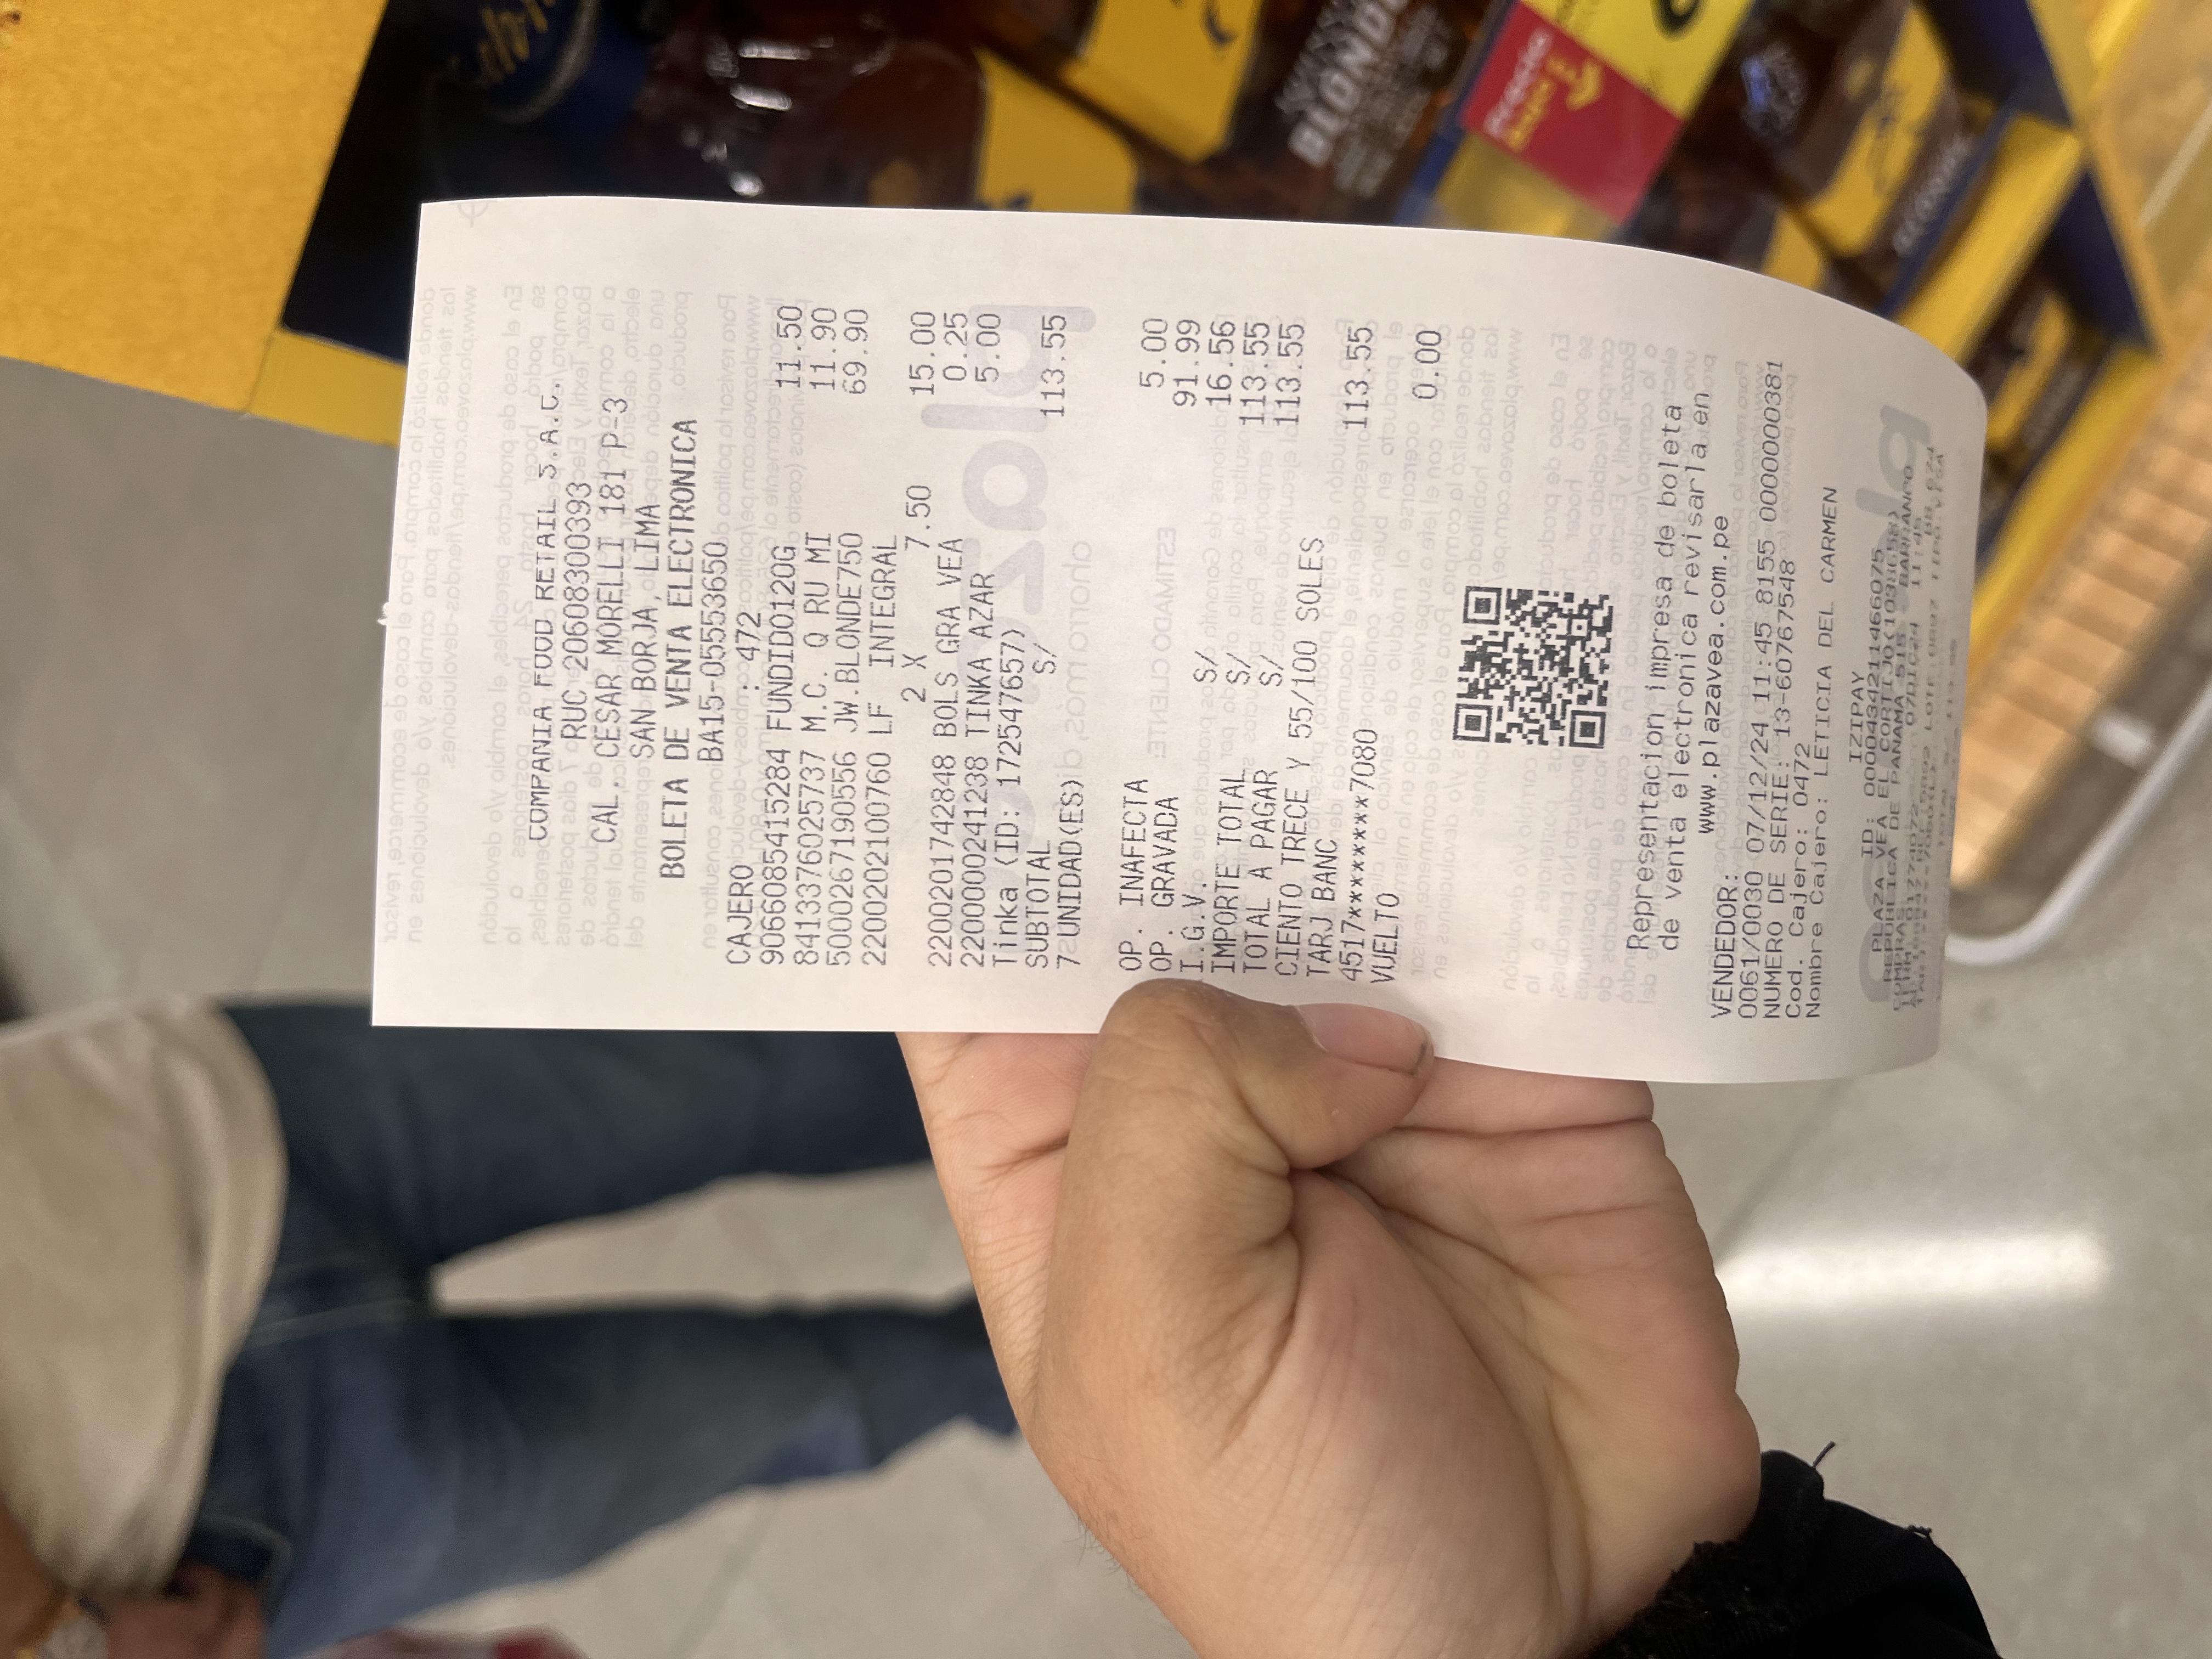 COMPANIA FOOD RETAIL S.A.C.
RUC 20608300393
CAL. CESAR MORELLI 181 P-3
SAN BORJA, LIMA
BOLETA DE VENTA ELECTRONICA
BA15-05553650
CAJERO : 472
9066085415284 FUNDIDO120G 11.50
8413376025737 M.C. Q RU MI 11.90
5000267190556 JW.BLONDE750 69.90
2200202100760 LF INTEGRAL
2 X 7.50 15.00
2200201742848 BOLS GRA VEA 0.25
2200000241238 TINKA AZAR 5.00
Tinka (ID: 172547657)
SUBTOTAL S/ 113.55
7 UNIDAD(ES)
OP. INAFECTA 5.00
OP. GRAVADA 91.99
I.G.V. S/ 16.56
IMPORTE TOTAL S/ 113.55
TOTAL A PAGAR S/ 113.55
CIENTO TRECE Y 55/100 SOLES
TARJ BANC 113.55
4517********7080
VUELTO 0.00
Representacion impresa de boleta
de venta electronica revisarla en
www.plazavea.com.pe
VENDEDOR:
0061/0030 07/12/24 11:45 8155 0000000381
NUMERO DE SERIE: 13-60767548
Cod. Cajero: 0472
Nombre Cajero: LETICIA DEL CARMEN
IZIPAY
ID: 0000434211466075
PLAZA VEA EL CORTIJO(1038658)
REPUBLICA DE PANAMA 515 BARRANCO
COMPRAS 07DIC24 11:45
BLONDE
Precio